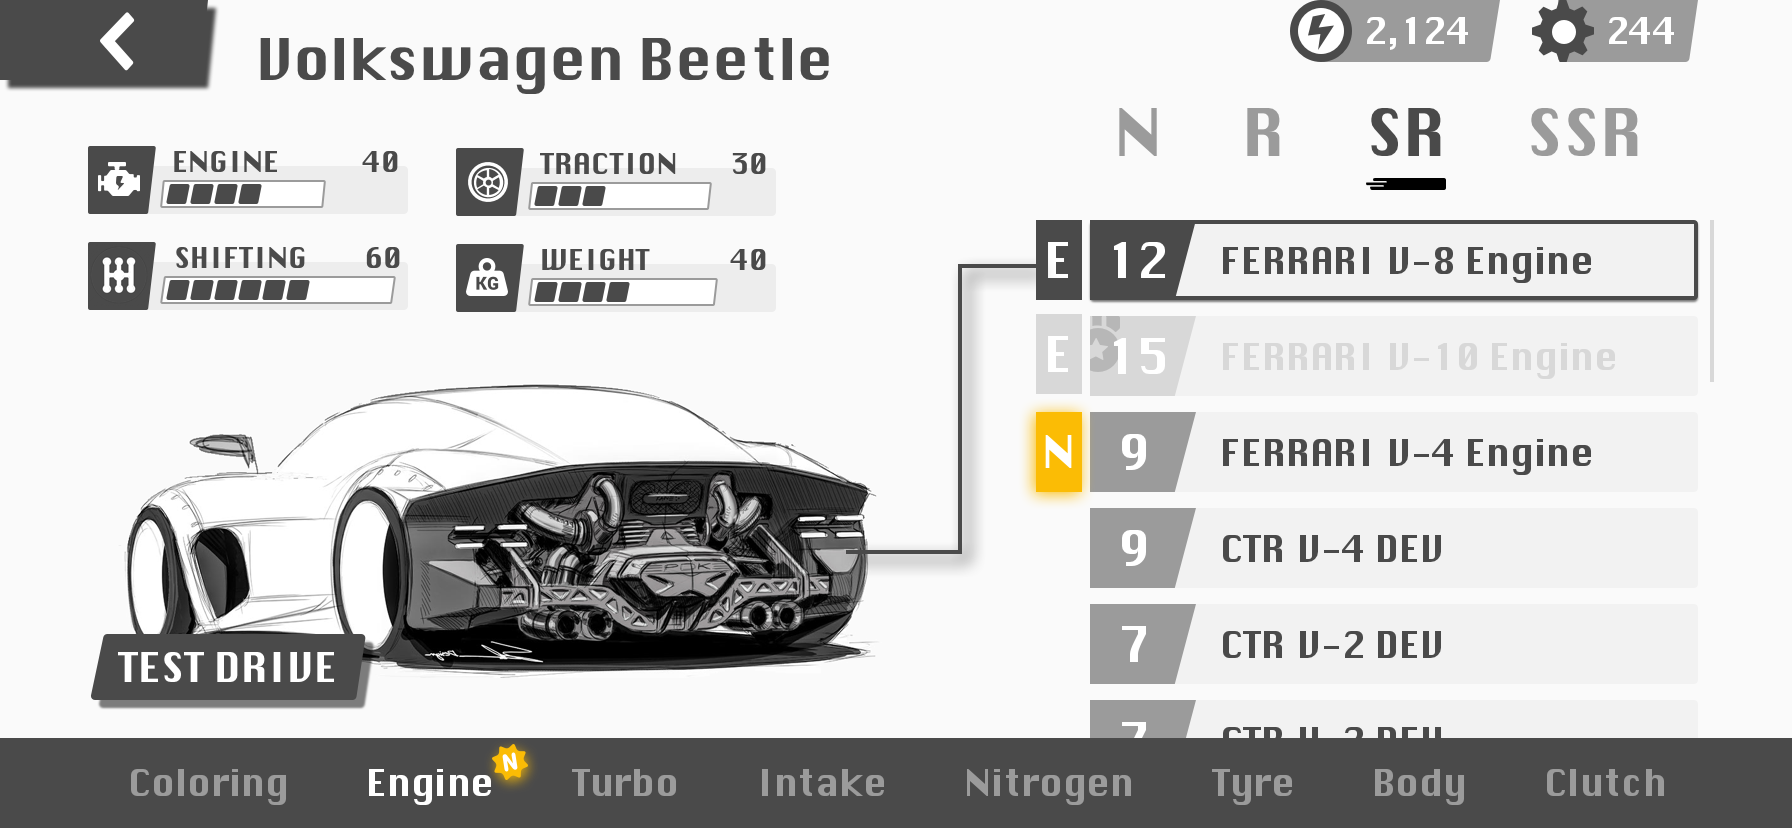 Volkswagen Beetle
2,124
244
N R SR SSR
ENGINE 40
TRACTION 30
SHIFTING 60
WEIGHT 40
KG
E 12 FERRARI V-8 Engine
E 15 FERRARI V-10 Engine
N 9 FERRARI V-4 Engine
9 CTR V-4 DEV
7 CTR V-2 DEV
TEST DRIVE
Coloring Engine N Turbo Intake Nitrogen Tyre Body Clutch